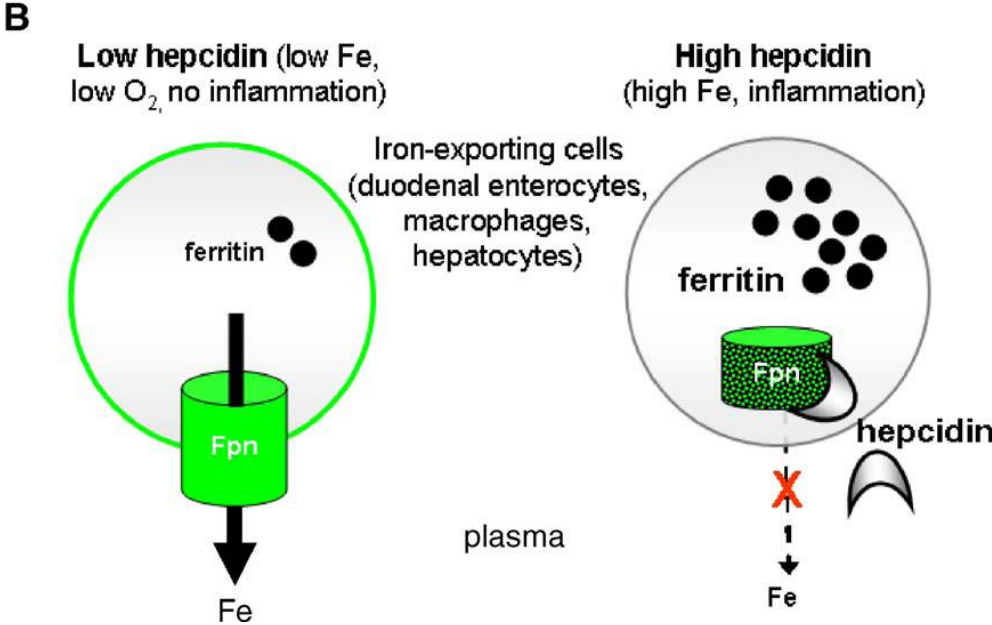 B
Low hepcidin (low Fe,
low O2, no inflammation)
High hepcidin
(high Fe, inflammation)
Iron-exporting cells
(duodenal enterocytes,
macrophages,
hepatocytes)
ferritin
ferritin
Fpn
Fpn
hepcidin
X
plasma
Fe
Fe